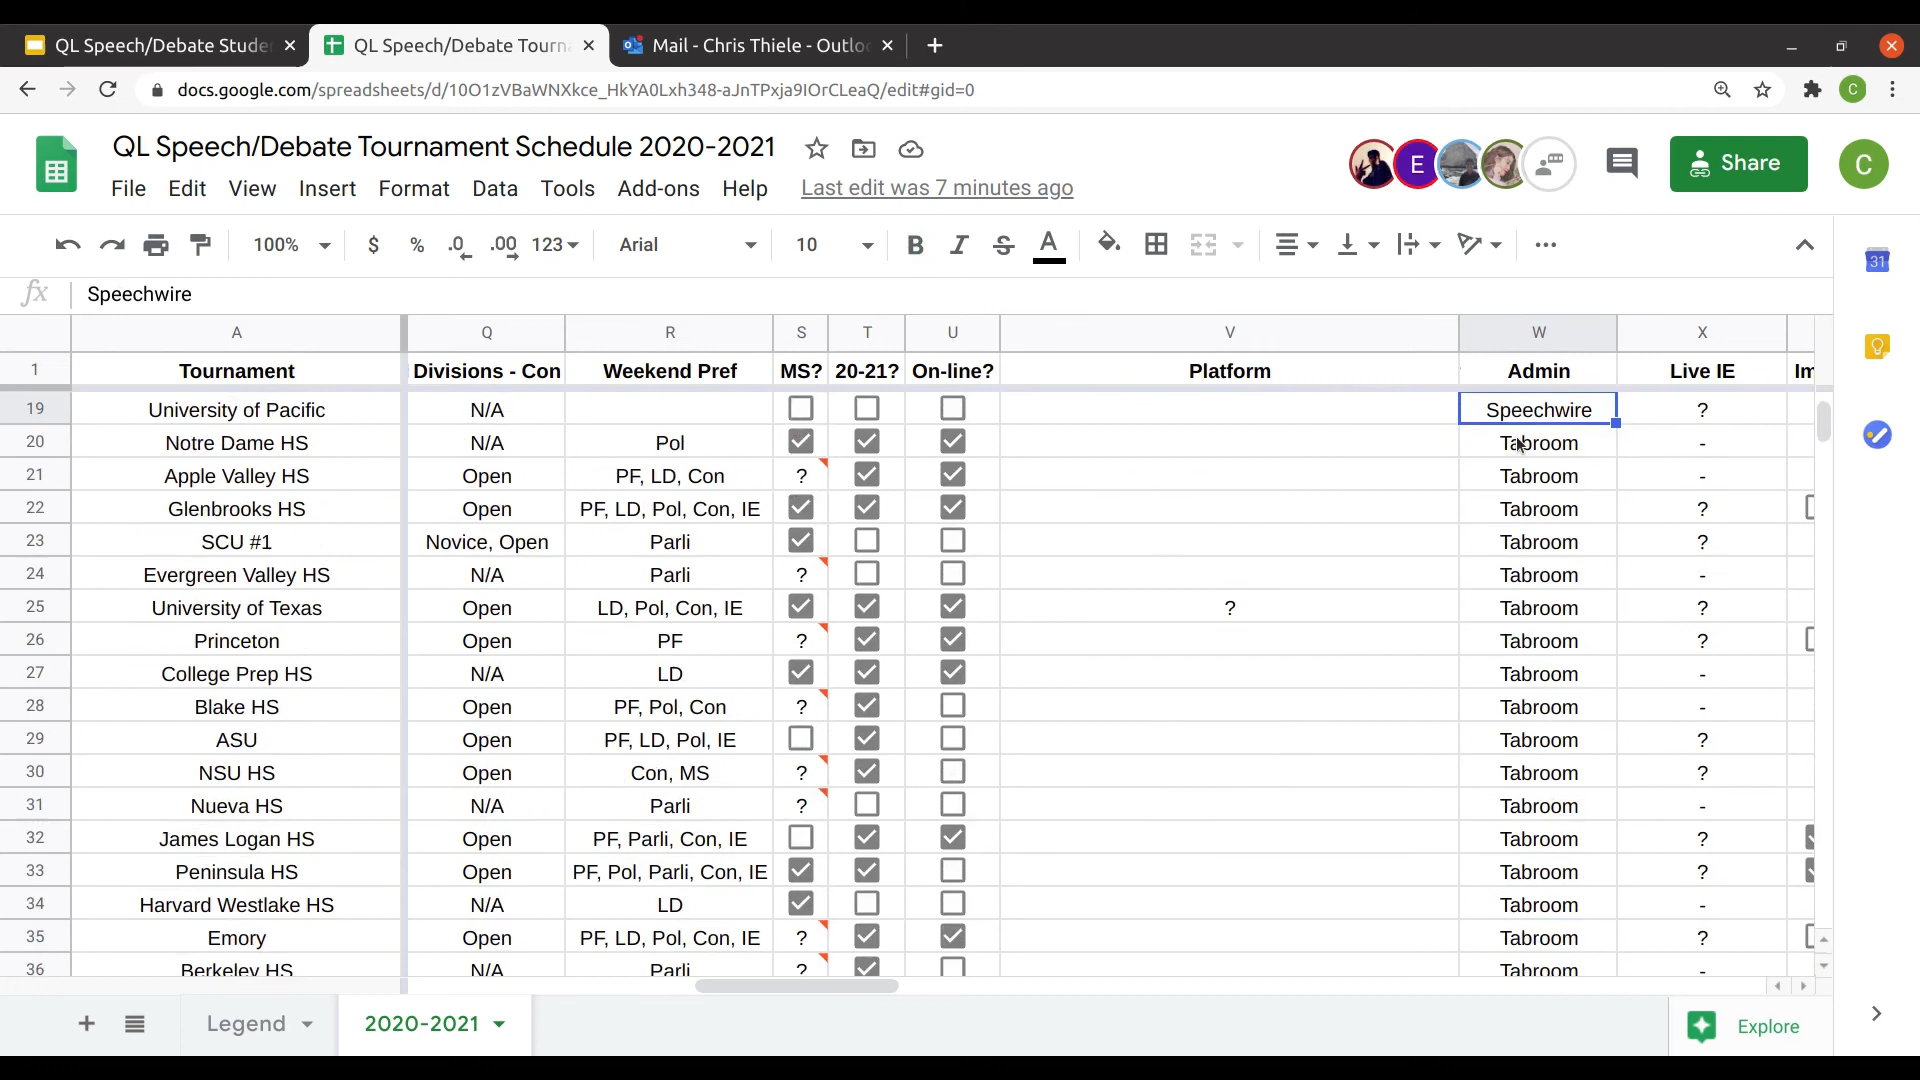 QL Speech/Debate Stude
QL Speech/Debate Tourn
Mail - Chris Thiele - Outlo
docs.google.com/spreadsheets/d/10O1zVBaWNXkce_HkYA0Lxh348-aJnTPxja9IOrCLeaQ/edit#gid=0
C
QL Speech/Debate Tournament Schedule 2020-2021
E
Share
C
File Edit View Insert Format Data Tools Add-ons Help Last edit was 7 minutes ago
100% $ % .0 .00 123 Arial 10 B I S A
31
fx Speechwire
A Q R S T U V W X
1 Tournament Divisions - Con Weekend Pref MS? 20-21? On-line? Platform Admin Live IE Im
19 University of Pacific N/A Speechwire ?
20 Notre Dame HS N/A Pol Tabroom -
21 Apple Valley HS Open PF, LD, Con ? Tabroom -
22 Glenbrooks HS Open PF, LD, Pol, Con, IE Tabroom ?
23 SCU #1 Novice, Open Parli Tabroom ?
24 Evergreen Valley HS N/A Parli ? Tabroom -
25 University of Texas Open LD, Pol, Con, IE ? Tabroom ?
26 Princeton Open PF ? Tabroom ?
27 College Prep HS N/A LD Tabroom -
28 Blake HS Open PF, Pol, Con ? Tabroom -
29 ASU Open PF, LD, Pol, IE Tabroom ?
30 NSU HS Open Con, MS ? Tabroom ?
31 Nueva HS N/A Parli ? Tabroom -
32 James Logan HS Open PF, Parli, Con, IE Tabroom ?
33 Peninsula HS Open PF, Pol, Parli, Con, IE Tabroom ?
34 Harvard Westlake HS N/A LD Tabroom -
35 Emory Open PF, LD, Pol, Con, IE ? Tabroom ?
36 Berkeley HS N/A Parli ? Tabroom -
Legend 2020-2021 Explore